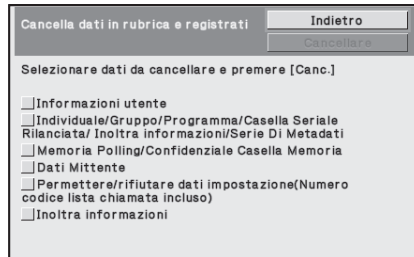 Cancella dati in rubrica e registrati
Indietro
Cancellare
Selezionare dati da cancellare e premere [Canc.]
Informazioni utente
Individuale/Gruppo/Programma/Casella Seriale
Rilanciata/ Inoltra informazioni/Serie Di Metadati
Memoria Polling/Confidenziale Casella Memoria
Dati Mittente
Permettere/rifiutare dati impostazione(Numero
codice lista chiamata incluso)
Inoltra informazioni